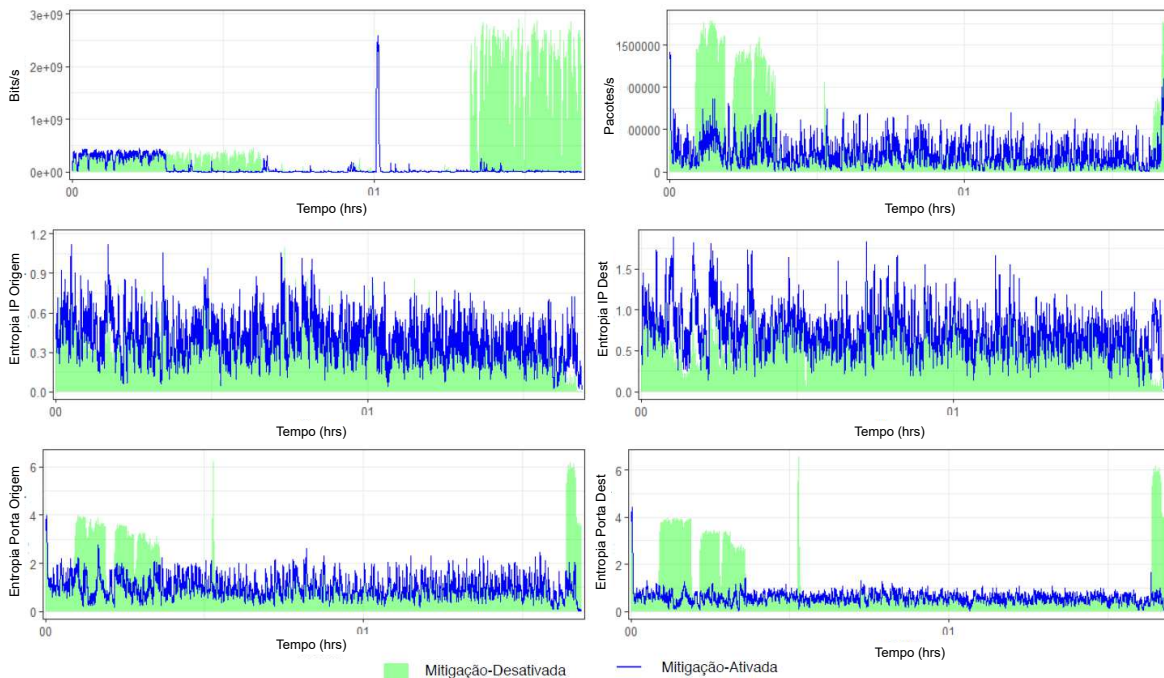 3e+09
2e+09
1e+09
0e+00
Bits/s
00
01
Tempo (hrs)
1500000
00000
00000
0
Pacotes/s
00
01
Tempo (hrs)
1.2
0.9
0.6
0.3
0.0
Entropia IP Origem
00
01
Tempo (hrs)
1.5
1.0
0.5
0.0
Entropia IP Dest
00
01
Tempo (hrs)
6
4
2
0
Entropia Porta Origem
00
01
Tempo (hrs)
6
4
2
0
Entropia Porta Dest
00
01
Tempo (hrs)
Mitigação-Desativada
Mitigação-Ativada